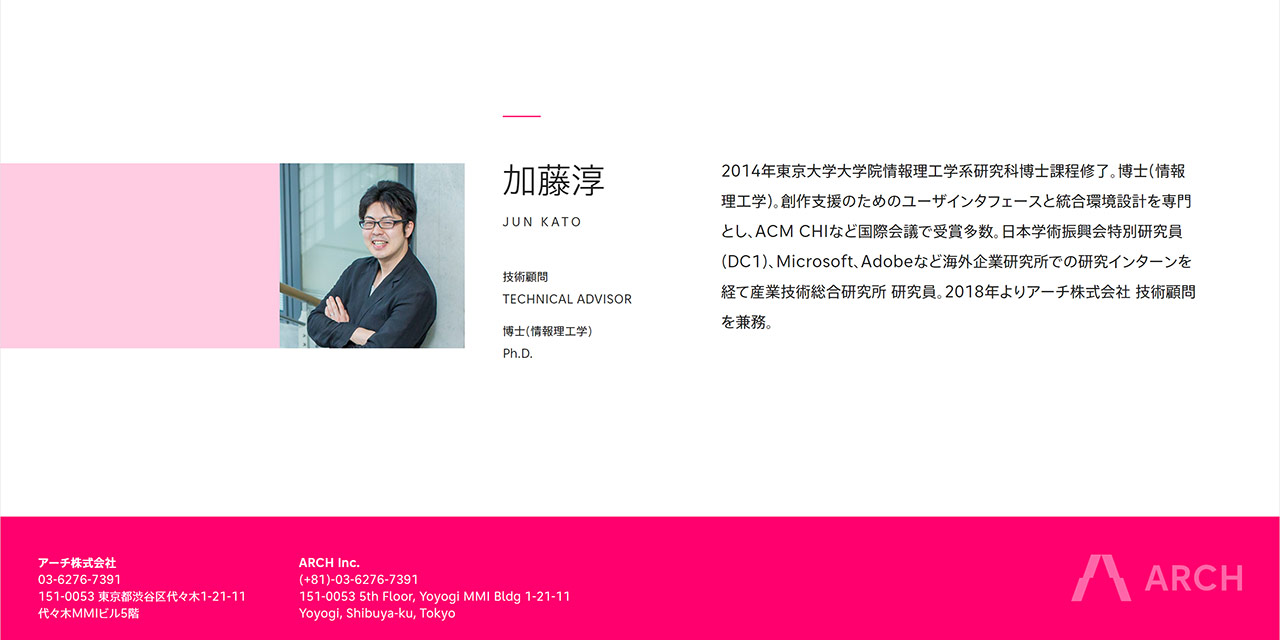 加藤淳
JUN KATO
技術顧問
TECHNICAL ADVISOR
博士(情報理工学)
Ph.D.
2014年東京大学大学院情報理工学系研究科博士課程修了。博士(情報
理工学)。創作支援のためのユーザインタフェースと統合環境設計を専門
とし、ACM CHIなど国際会議で受賞多数。日本学術振興会特別研究員
(DC1)、Microsoft、Adobeなど海外企業研究所での研究インターンを
経て産業技術総合研究所 研究員。2018年よりアーチ株式会社 技術顧問
を兼務。
アーチ株式会社
03-6276-7391
151-0053 東京都渋谷区代々木1-21-11
代々木MMIビル5階
ARCH Inc.
(+81)-03-6276-7391
151-0053 5th Floor, Yoyogi MMI Bldg 1-21-11
Yoyogi, Shibuya-ku, Tokyo
ARCH